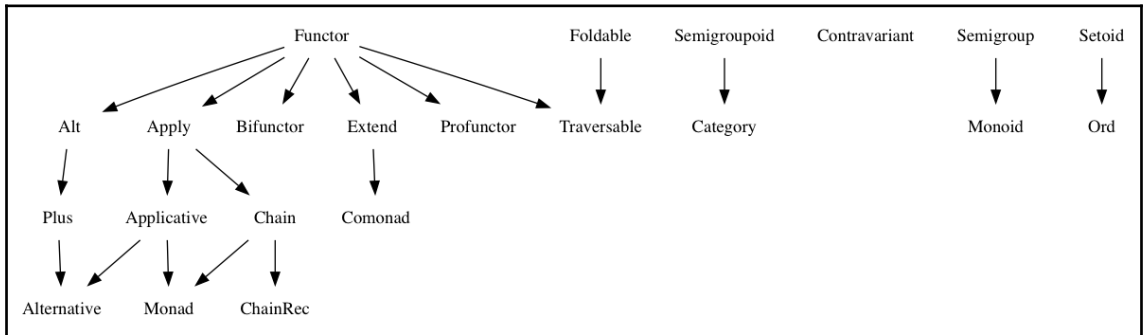 Functor Foldable Semigroupoid Contravariant Semigroup Setoid
Alt Apply Bifunctor Extend Profunctor Traversable Category Monoid Ord
Plus Applicative Chain Comonad
Alternative Monad ChainRec